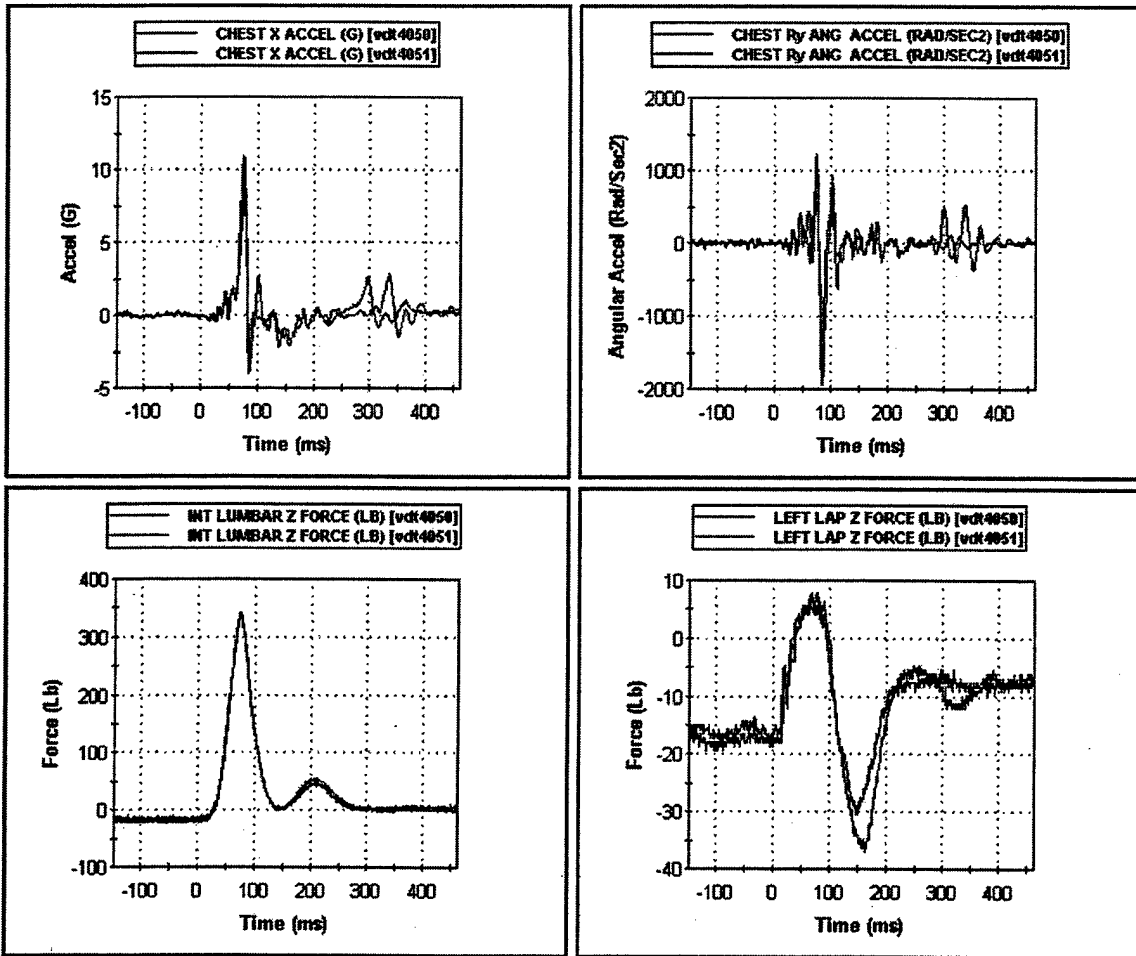 CHEST X ACCEL (G) [vdt4050]
CHEST X ACCEL (G) [vdt4051]
15
10
5
0
-5
Accel (G)
-100 0 100 200 300 400
Time (ms)
CHEST Ry ANG ACCEL (RAD/SEC2) [vdt4050]
CHEST Ry ANG ACCEL (RAD/SEC2) [vdt4051]
2000
1000
0
-1000
-2000
Angular Accel (Rad/Sec2)
-100 0 100 200 300 400
Time (ms)
INT LUMBAR Z FORCE (LB) [vdt4050]
INT LUMBAR Z FORCE (LB) [vdt4051]
400
300
200
100
0
-100
Force (Lb)
-100 0 100 200 300 400
Time (ms)
LEFT LAP Z FORCE (LB) [vdt4050]
LEFT LAP Z FORCE (LB) [vdt4051]
10
0
-10
-20
-30
-40
Force (Lb)
-100 0 100 200 300 400
Time (ms)